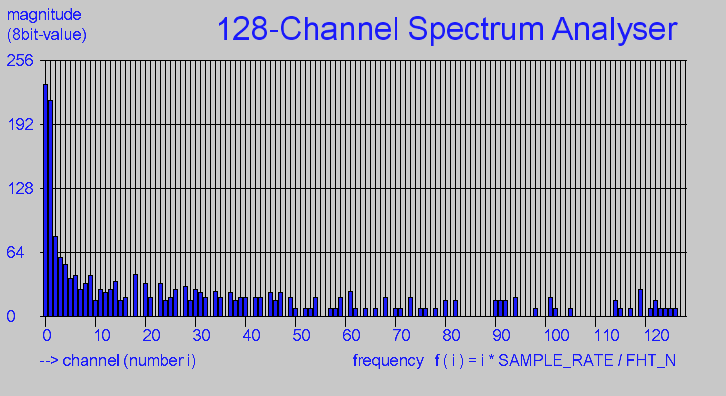 magnitude
(8bit-value)
128-Channel Spectrum Analyser
256
192
128
64
0
0 10 20 30 40 50 60 70 80 90 100 110 120
--> channel (number i)
frequency f ( i ) = i * SAMPLE_RATE / FHT_N